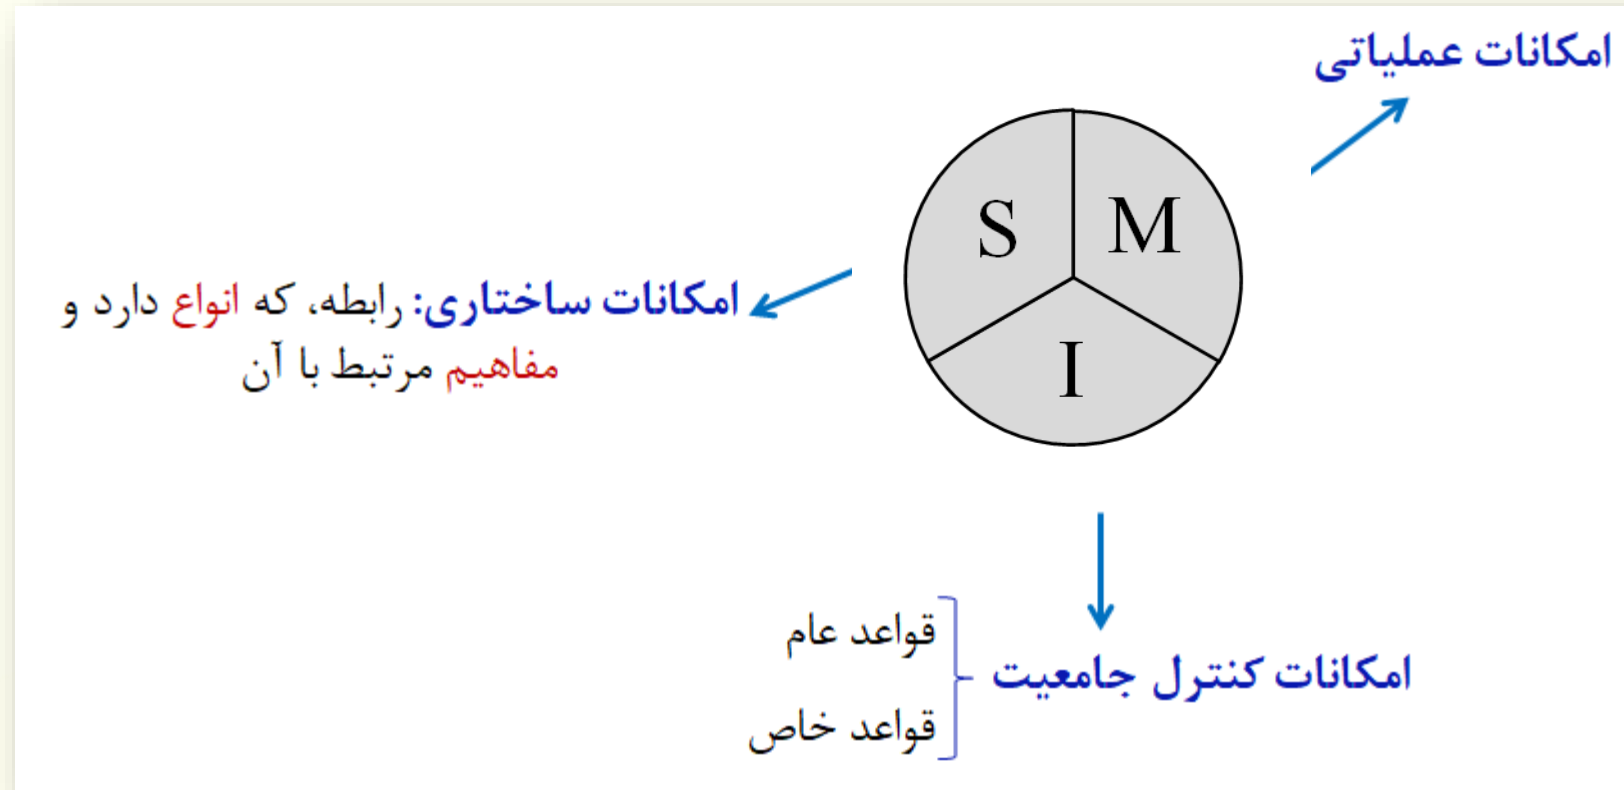 امکانات عملیاتی
S
M
I
امکانات ساختاری: رابطه، که انواع دارد و
مفاهیم مرتبط با آن
امکانات کنترل جامعیت
قواعد عام
قواعد خاص